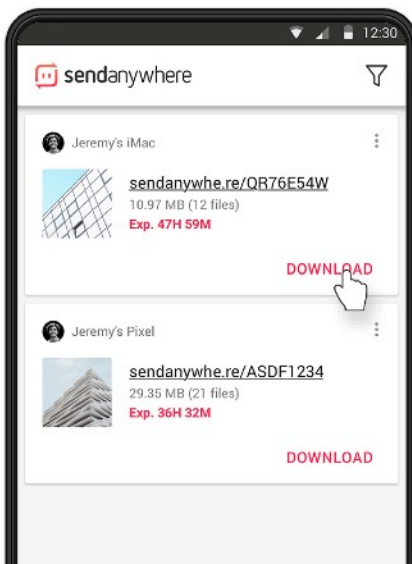 12:30
sendanywhere
Jeremy's iMac
sendanywhe.re/QR76E54W
10.97 MB (12 files)
Exp. 47H 59M
DOWNLOAD
Jeremy's Pixel
sendanywhe.re/ASDF1234
29.35 MB (21 files)
Exp. 36H 32M
DOWNLOAD